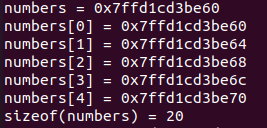 numbers = 0x7ffd1cd3be60
numbers[0] = 0x7ffd1cd3be60
numbers[1] = 0x7ffd1cd3be64
numbers[2] = 0x7ffd1cd3be68
numbers[3] = 0x7ffd1cd3be6c
numbers[4] = 0x7ffd1cd3be70
sizeof(numbers) = 20